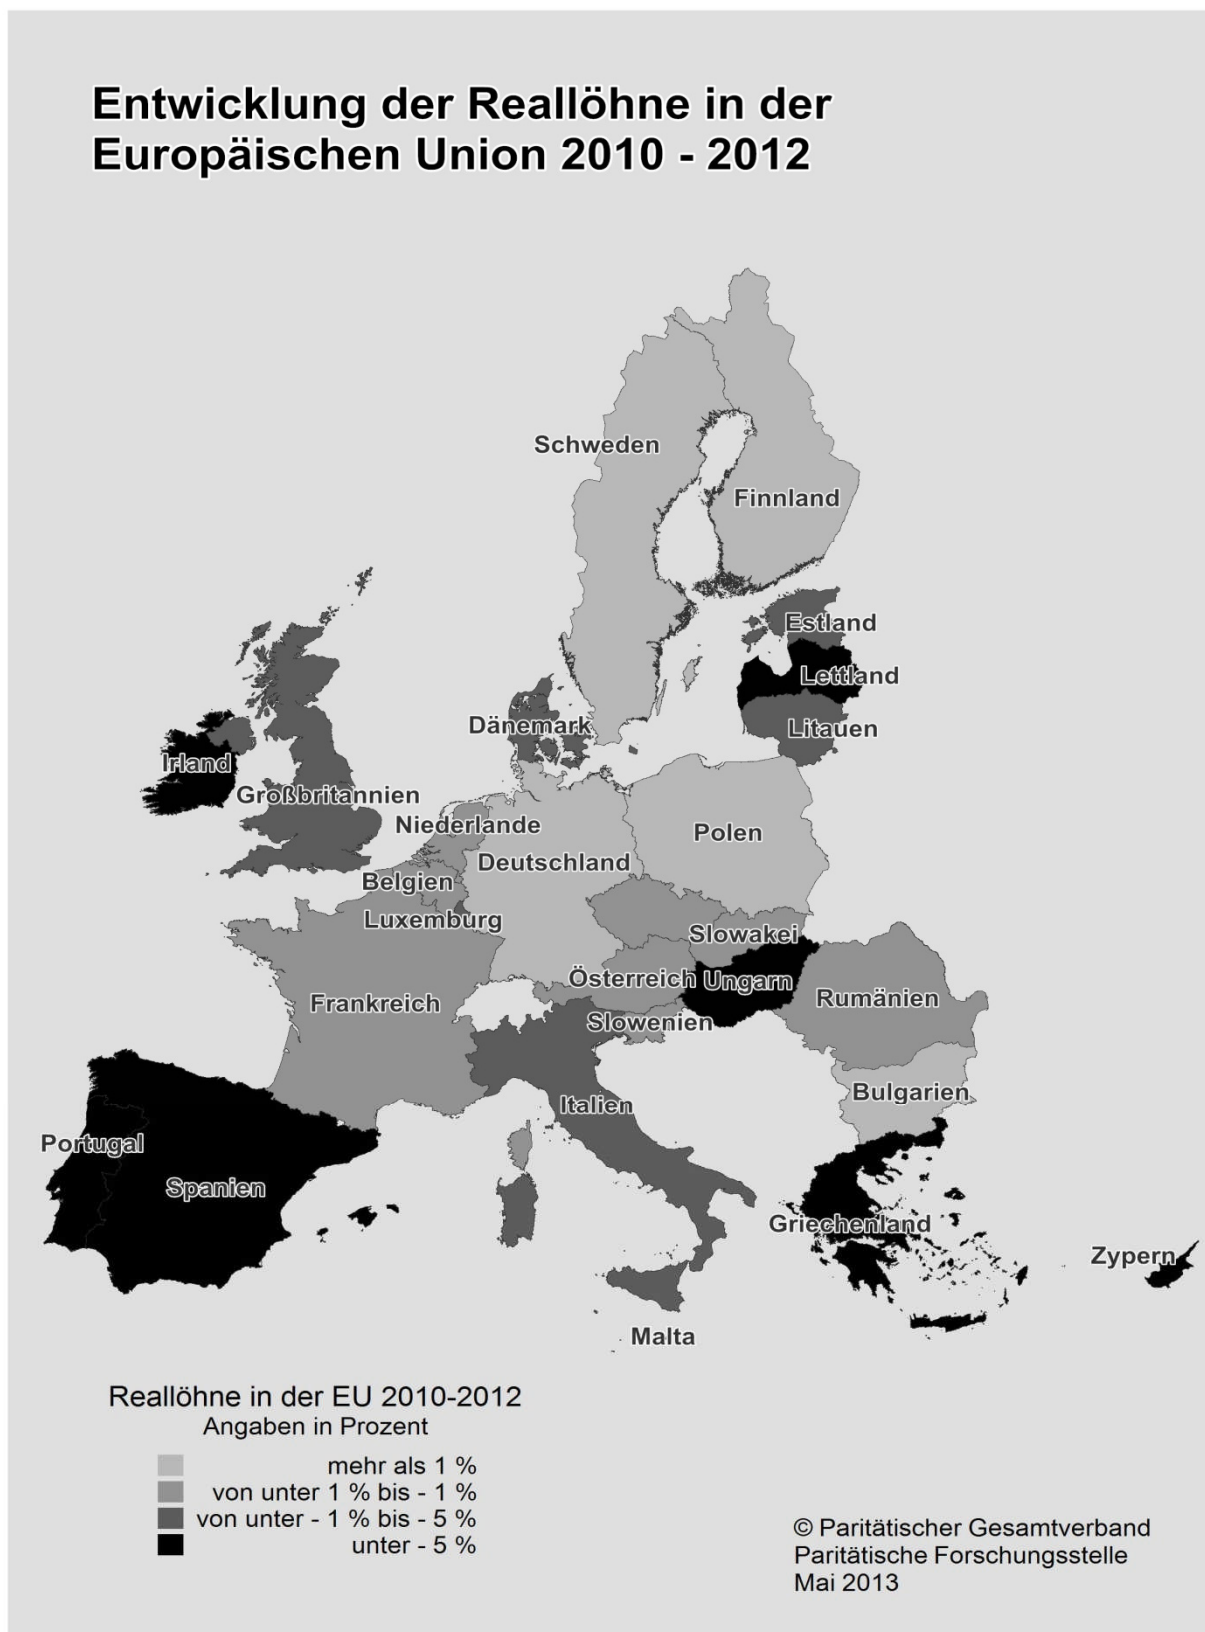 Entwicklung der Reallöhne in der
Europäischen Union 2010 - 2012
Schweden
Finnland
Estland
Lettland
Litauen
Dänemark
Irland
Großbritannien
Niederlande
Polen
Deutschland
Belgien
Luxemburg
Slowakei
Österreich
Ungarn
Frankreich
Rumänien
Slowenien
Bulgarien
Italien
Portugal
Spanien
Griechenland
Zypern
Malta
Reallöhne in der EU 2010-2012
Angaben in Prozent
mehr als 1 %
von unter 1 % bis - 1 %
von unter - 1 % bis - 5 %
unter - 5 %
© Paritätischer Gesamtverband
Paritätische Forschungsstelle
Mai 2013